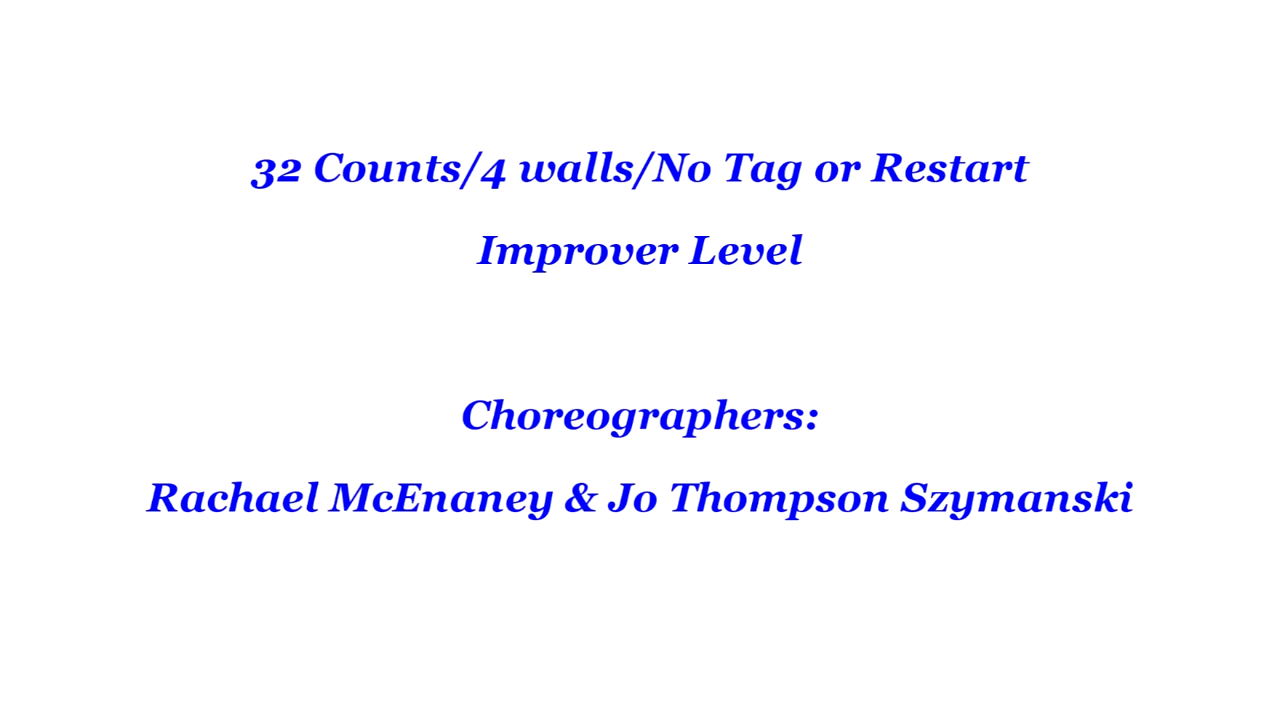 32 Counts/4 walls/No Tag or Restart
Improver Level
Choreographers:
Rachael McEnaney & Jo Thompson Szymanski